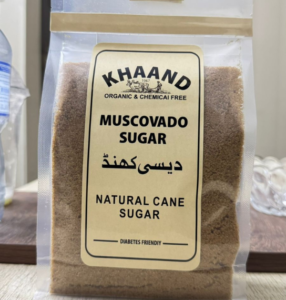 KHAAND
ORGANIC & CHEMICAl FREE
MUSCOVADO
SUGAR
دیسی کھنڈ
NATURAL CANE
SUGAR
DIABETES FRIENDlY